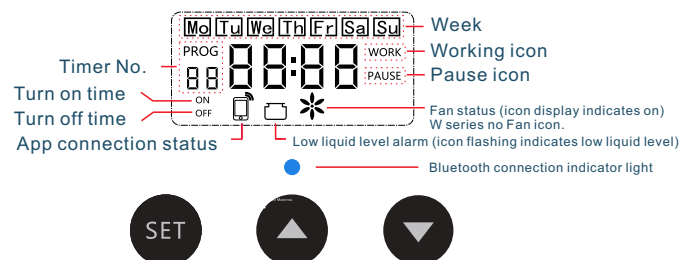 Mo Tu We Th Fr Sa Su
Week
PROG
88
88:88
WORK
Working icon
PAUSE
Pause icon
Timer No.
Turn on time
ON
Turn off time
OFF
App connection status
Fan status (icon display indicates on)
W series no Fan icon.
Low liquid level alarm (icon flashing indicates low liquid level)
Bluetooth connection indicator light
SET